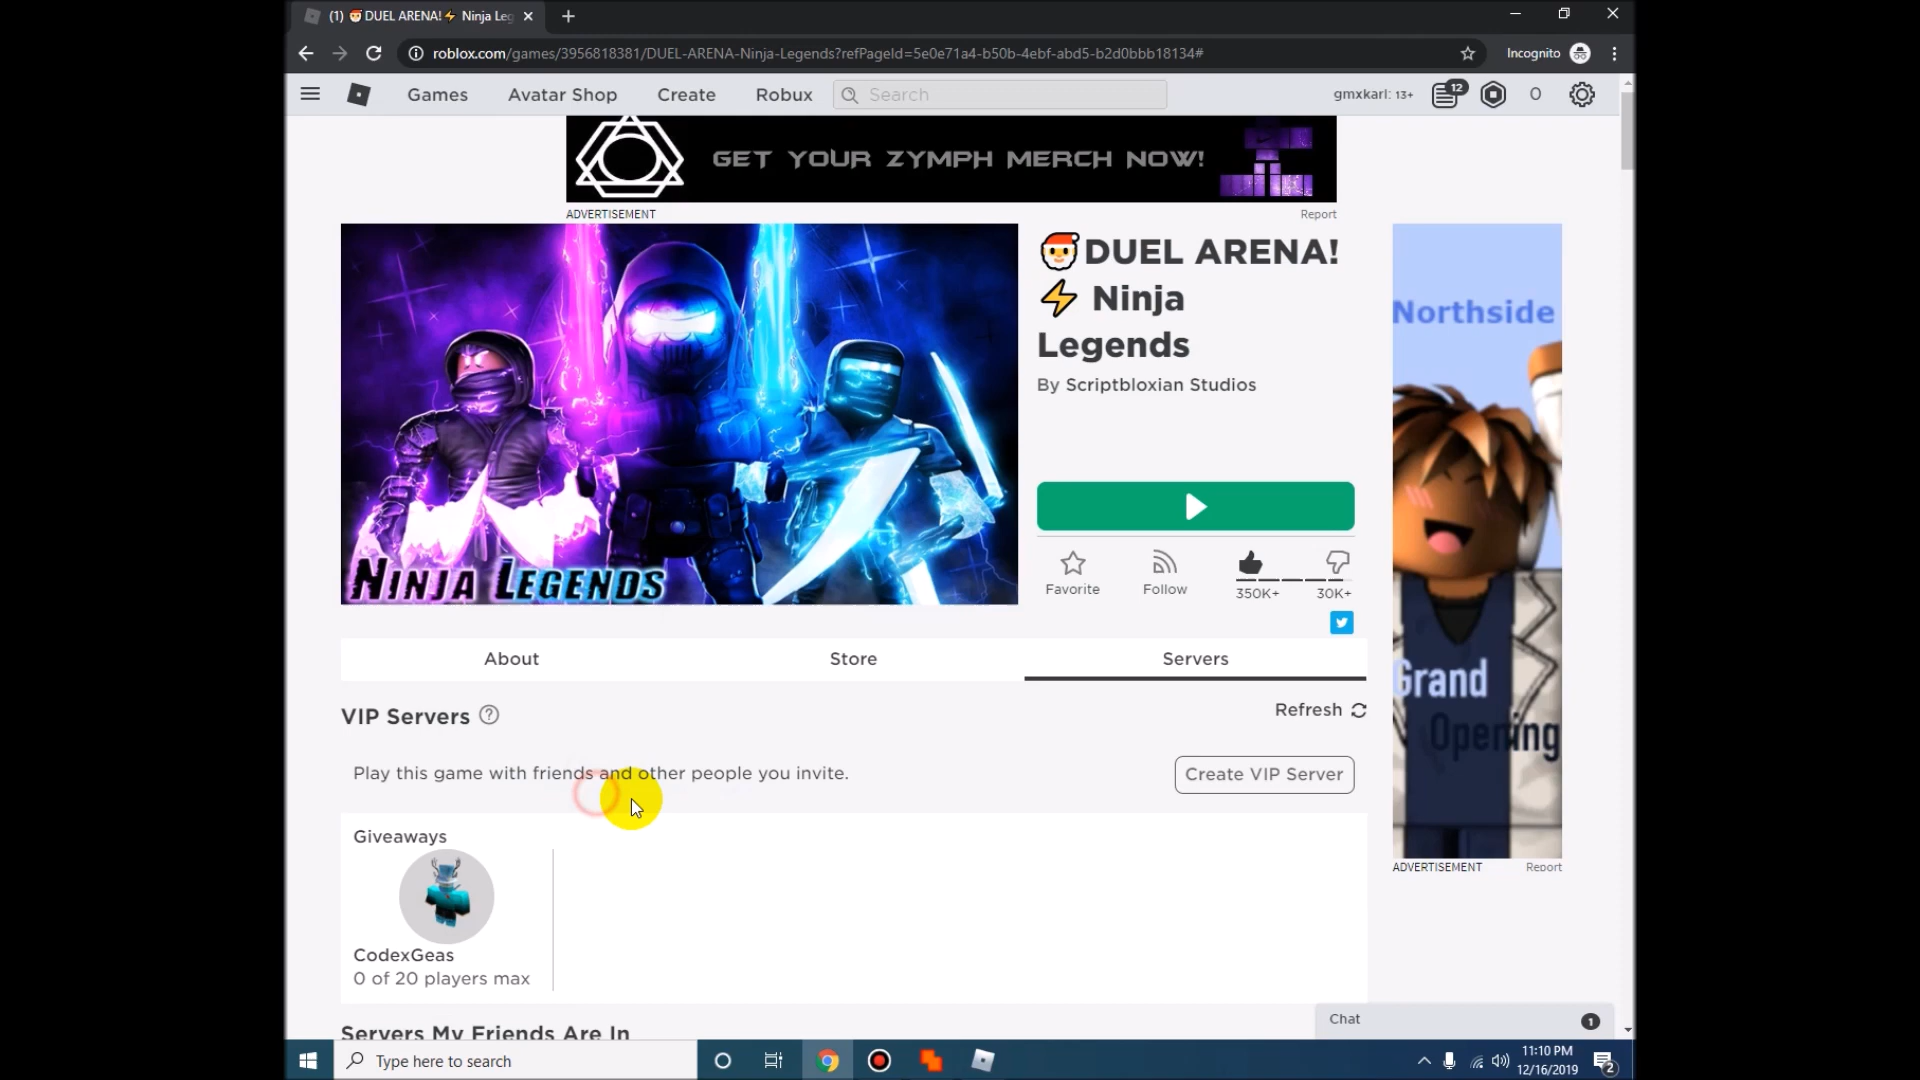 (1) 🎅DUEL ARENA!⚡ Ninja Leg
roblox.com/games/3956818381/DUEL-ARENA-Ninja-Legends?refPageId=5e0e71a4-b50b-4ebf-abd5-b2d0bbb18134#
Incognito
Games Avatar Shop Create Robux Search gmxkarl: 13+ 12 0
GET YOUR ZYMPH MERCH NOW!
ADVERTISEMENT Report
🎅DUEL ARENA!
⚡ Ninja
Legends
By Scriptbloxian Studios
NINJA LEGENDS
Favorite Follow 350K+ 30K+
Northside
Grand
Opening
ADVERTISEMENT Report
About Store Servers
VIP Servers ?
Refresh
Play this game with friends and other people you invite.
Create VIP Server
Giveaways
CodexGeas
0 of 20 players max
Servers My Friends Are In
Chat 1
Type here to search
11:10 PM
12/16/2019
2